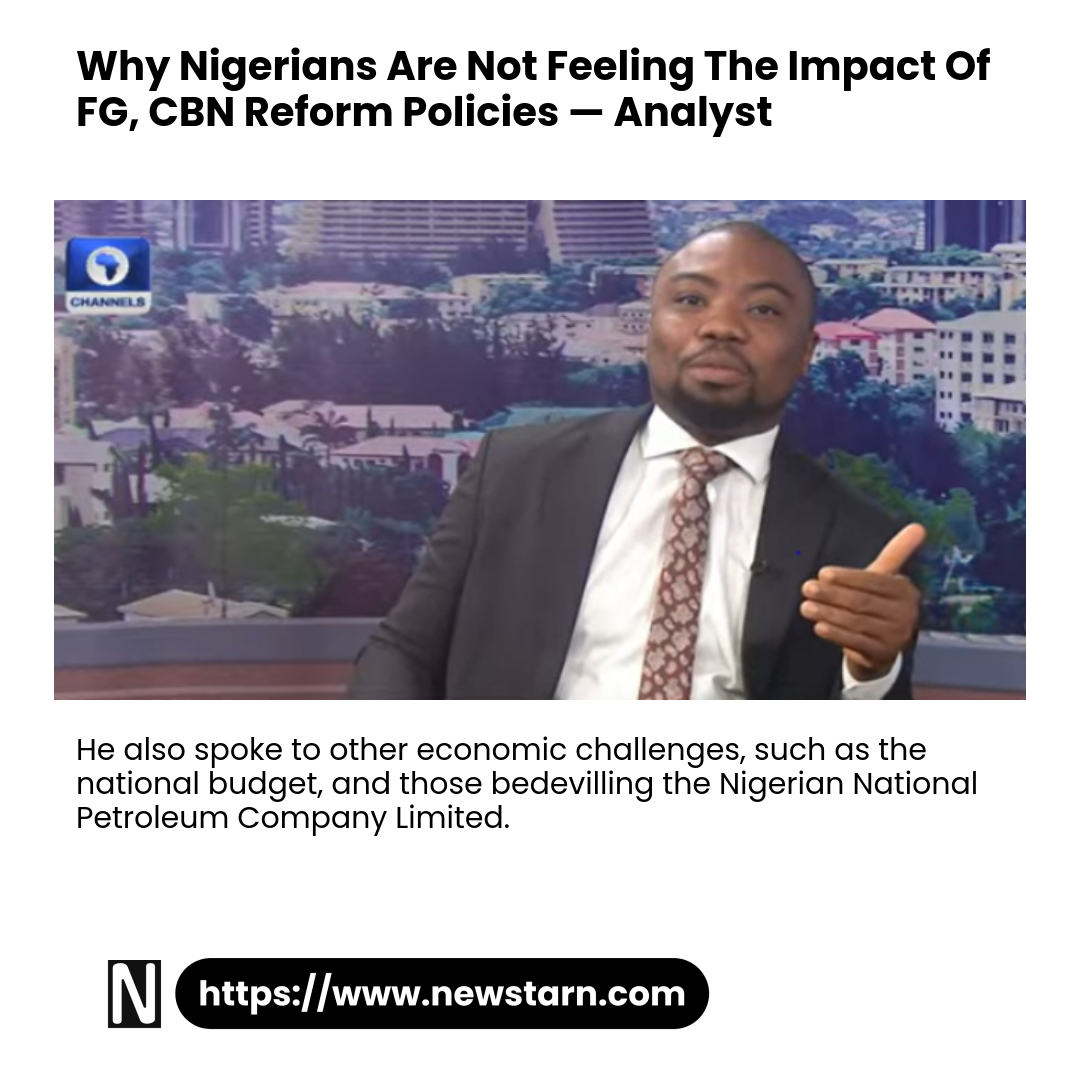 Why Nigerians Are Not Feeling The Impact Of
FG, CBN Reform Policies — Analyst
CHANNELS
He also spoke to other economic challenges, such as the
national budget, and those bedevilling the Nigerian National
Petroleum Company Limited.
N
https://www.newstarn.com